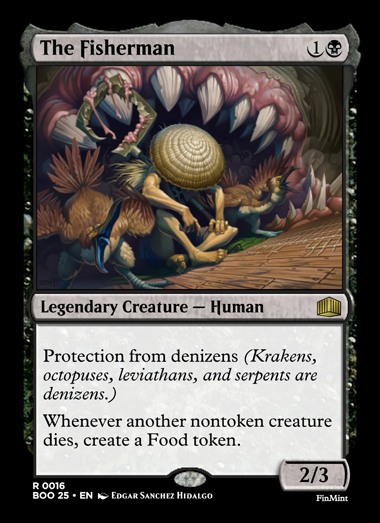 The Fisherman 1
Legendary Creature — Human
Protection from denizens (Krakens,
octopuses, leviathans, and serpents are
denizens.)
Whenever another nontoken creature
dies, create a Food token.
2/3
R 0016
BOO 25 • EN Edgar Sanchez Hidalgo
FinMint